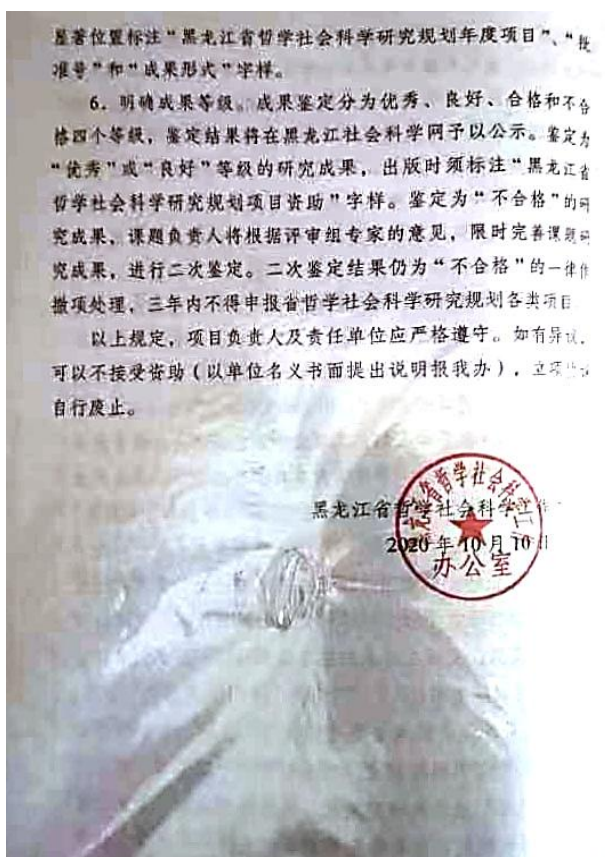 显著位置标注“黑龙江省哲学社会科学研究规划年度项目”、“批
准号”和“成果形式”字样。
6．明确成果等级。成果鉴定分为优秀、良好、合格和不合
格四个等级，鉴定结果将在黑龙江社会科学网予以公示。鉴定为
“优秀”或“良好”等级的研究成果，出版时须标注“黑龙江省
哲学社会科学研究规划项目资助”字样。鉴定为“不合格”的研
究成果，课题负责人将根据评审组专家的意见，限时完善课题研
究成果，进行二次鉴定。二次鉴定结果仍为“不合格”的一律作
撤项处理，三年内不得申报省哲学社会科学研究规划各类项目
以上规定，项目负责人及责任单位应严格遵守。如有异议，
可以不接受资助（以单位名义书面提出说明报我办），立项
自行废止。
黑龙江省哲学社会科学工作
2020年10月10日
办公室